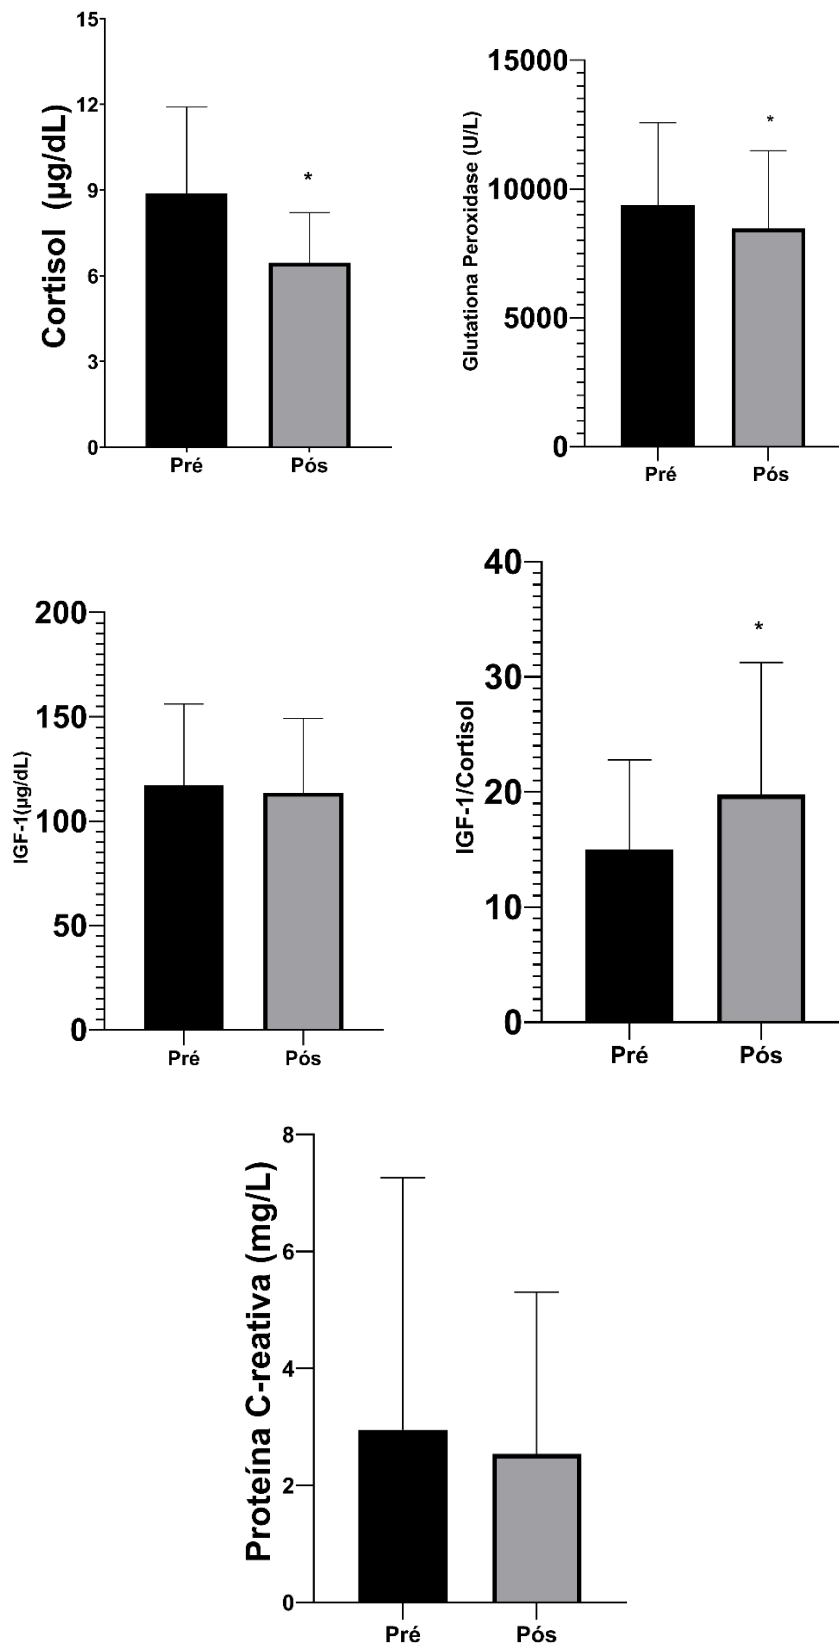 Cortisol (µg/dL)
15
12
9
6
3
0
*
Pré
Pós
Glutationa Peroxidase (U/L)
15000
10000
5000
0
*
Pré
Pós
IGF-1(µg/dL)
200
150
100
50
0
Pré
Pós
IGF-1/Cortisol
40
30
20
10
0
*
Pré
Pós
Proteína C-reativa (mg/L)
8
6
4
2
0
Pré
Pós